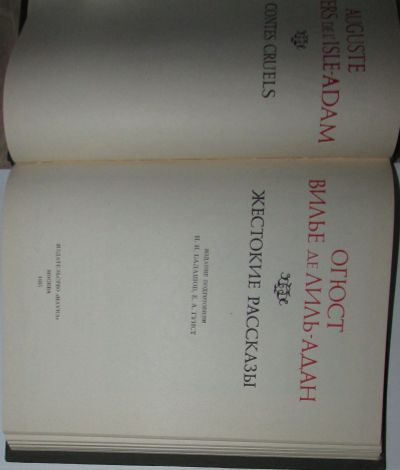 AUGUSTE
ERS DE L'ISLE-ADAM
CONTES CRUELS
ОГЮСТ
ВИЛЬЕ ДЕ ЛИЛЬ-АДАН
ЖЕСТОКИЕ РАССКАЗЫ
ИЗДАНИЕ ПОДГОТОВИЛИ
Н. И. БАЛАШОВ, Е. А. ГУНСТ
ИЗДАТЕЛЬСТВО «НАУКА»
МОСКВА